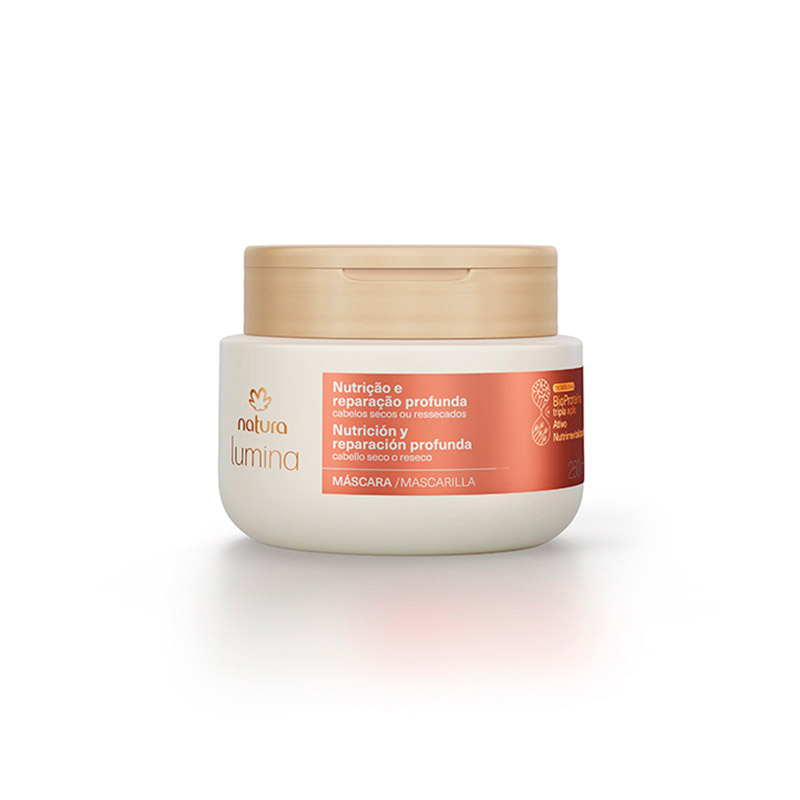 natura
lumina
Nutrição e
reparação profunda
cabelos secos ou ressecados
Nutrición y
reparación profunda
cabello seco o reseco
MÁSCARA /MASCARILLA
tripla ação
Ativo